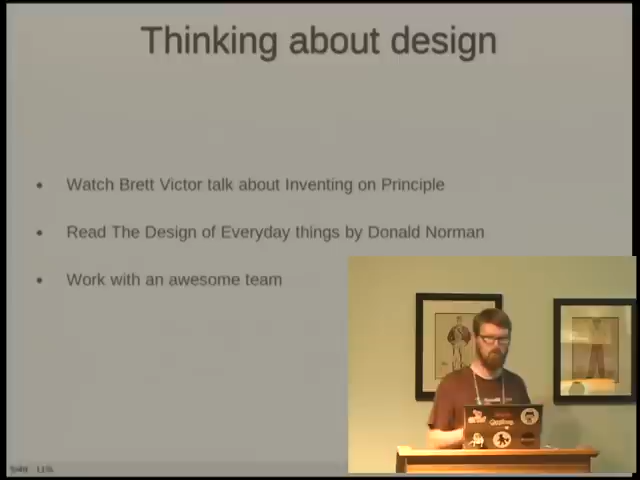 Thinking about design
Watch Brett Victor talk about Inventing on Principle
Read The Design of Everyday things by Donald Norman
Work with an awesome team